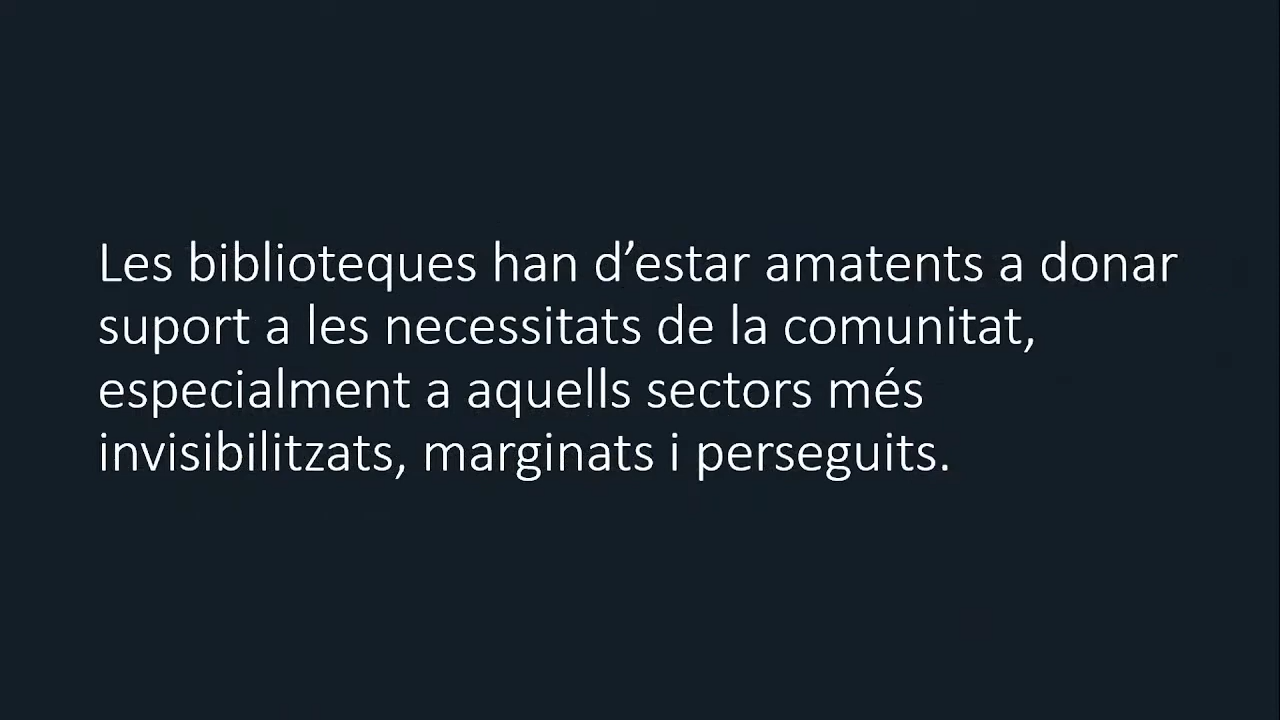 Les biblioteques han d’estar amatents a donar
suport a les necessitats de la comunitat,
especialment a aquells sectors més
invisibilitzats, marginats i perseguits.